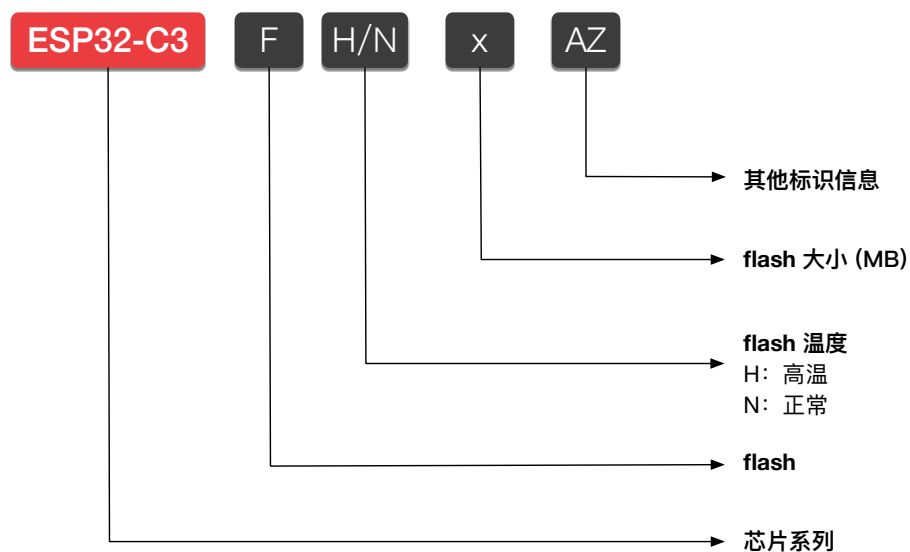 ESP32-C3 F H/N x AZ
其他标识信息
flash 大小 (MB)
flash 温度
H：高温
N：正常
flash
芯片系列